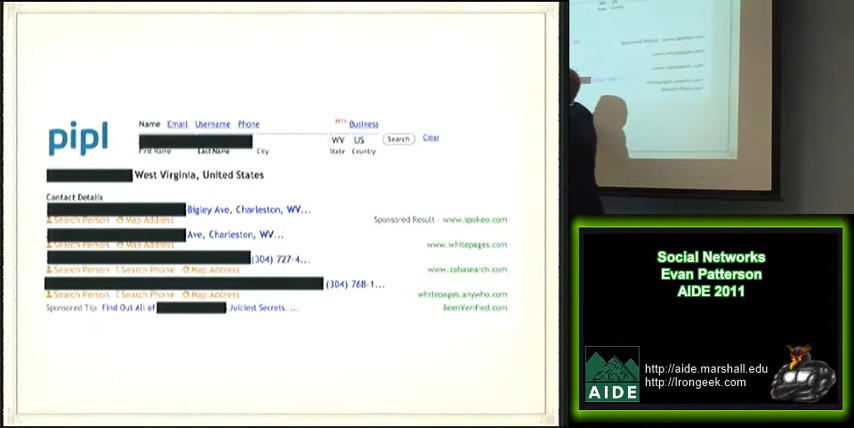 pipl
Name Email Username Phone BETA Business
WV US Search Clear
First Name Last Name City State Country
West Virginia, United States
Contact Details
Bigley Ave, Charleston, WV...
Search Person Map Address Sponsored Result - www.spokeo.com
Ave, Charleston, WV...
Search Person Map Address www.whitepages.com
(304) 727-4...
Search Person Search Phone Map Address www.zabasearch.com
(304) 768-1...
Search Person Search Phone Map Address whitepages.anywho.com
Sponsored Tip: Find Out All of Juiciest Secrets. ... BeenVerified.com
WV US
Social Networks
Evan Patterson
AIDE 2011
AIDE
http://aide.marshall.edu
http://Irongeek.com